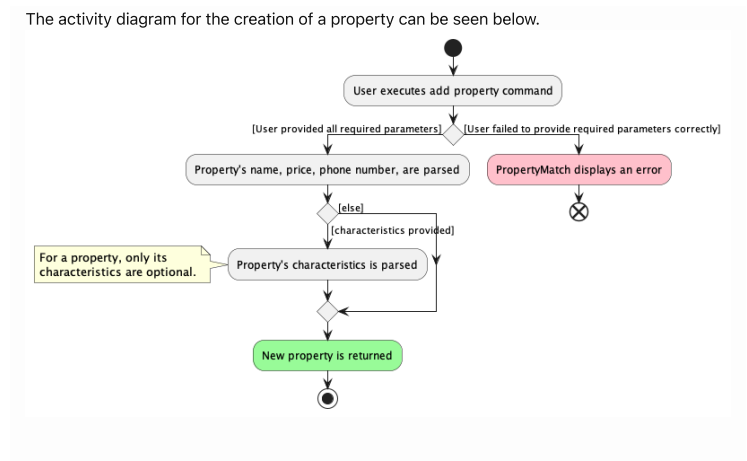 The activity diagram for the creation of a property can be seen below.
User executes add property command
[User provided all required parameters]
[User failed to provide required parameters correctly]
Property's name, price, phone number, are parsed
PropertyMatch displays an error
[else]
[characteristics provided]
For a property, only its
characteristics are optional.
Property's characteristics is parsed
New property is returned